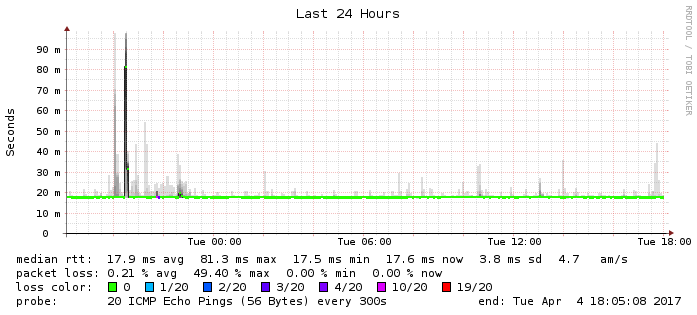 Last 24 Hours
RRDTOOL / TOBI OETIKER
Seconds
90 m
80 m
70 m
60 m
50 m
40 m
30 m
20 m
10 m
0
Tue 00:00 Tue 06:00 Tue 12:00 Tue 18:00
median rtt: 17.9 ms avg 81.3 ms max 17.5 ms min 17.6 ms now 3.8 ms sd 4.7 am/s
packet loss: 0.21 % avg 49.40 % max 0.00 % min 0.00 % now
loss color: 0 1/20 2/20 3/20 4/20 10/20 19/20
probe: 20 ICMP Echo Pings (56 Bytes) every 300s end: Tue Apr 4 18:05:08 2017